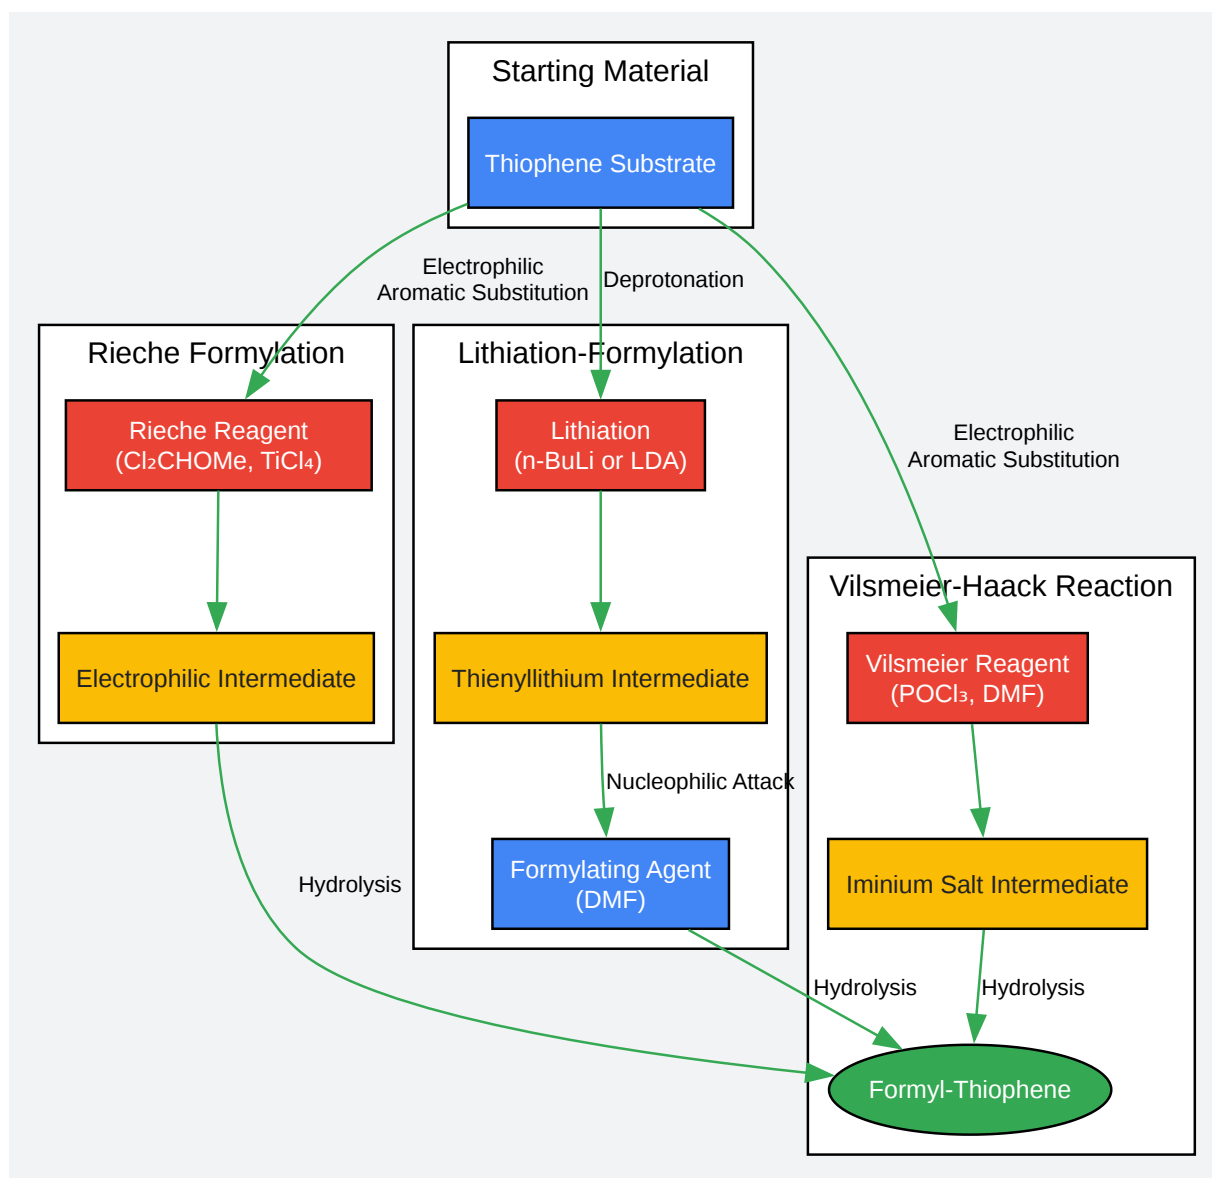 Starting Material
Thiophene Substrate
Electrophilic
Aromatic Substitution
Deprotonation
Rieche Formylation
Lithiation-Formylation
Rieche Reagent
(Cl₂CHOMe, TiCl₄)
Lithiation
(n-BuLi or LDA)
Electrophilic
Aromatic Substitution
Vilsmeier-Haack Reaction
Electrophilic Intermediate
Thienyllithium Intermediate
Vilsmeier Reagent
(POCl₃, DMF)
Nucleophilic Attack
Hydrolysis
Formylating Agent
(DMF)
Iminium Salt Intermediate
Hydrolysis
Hydrolysis
Formyl-Thiophene